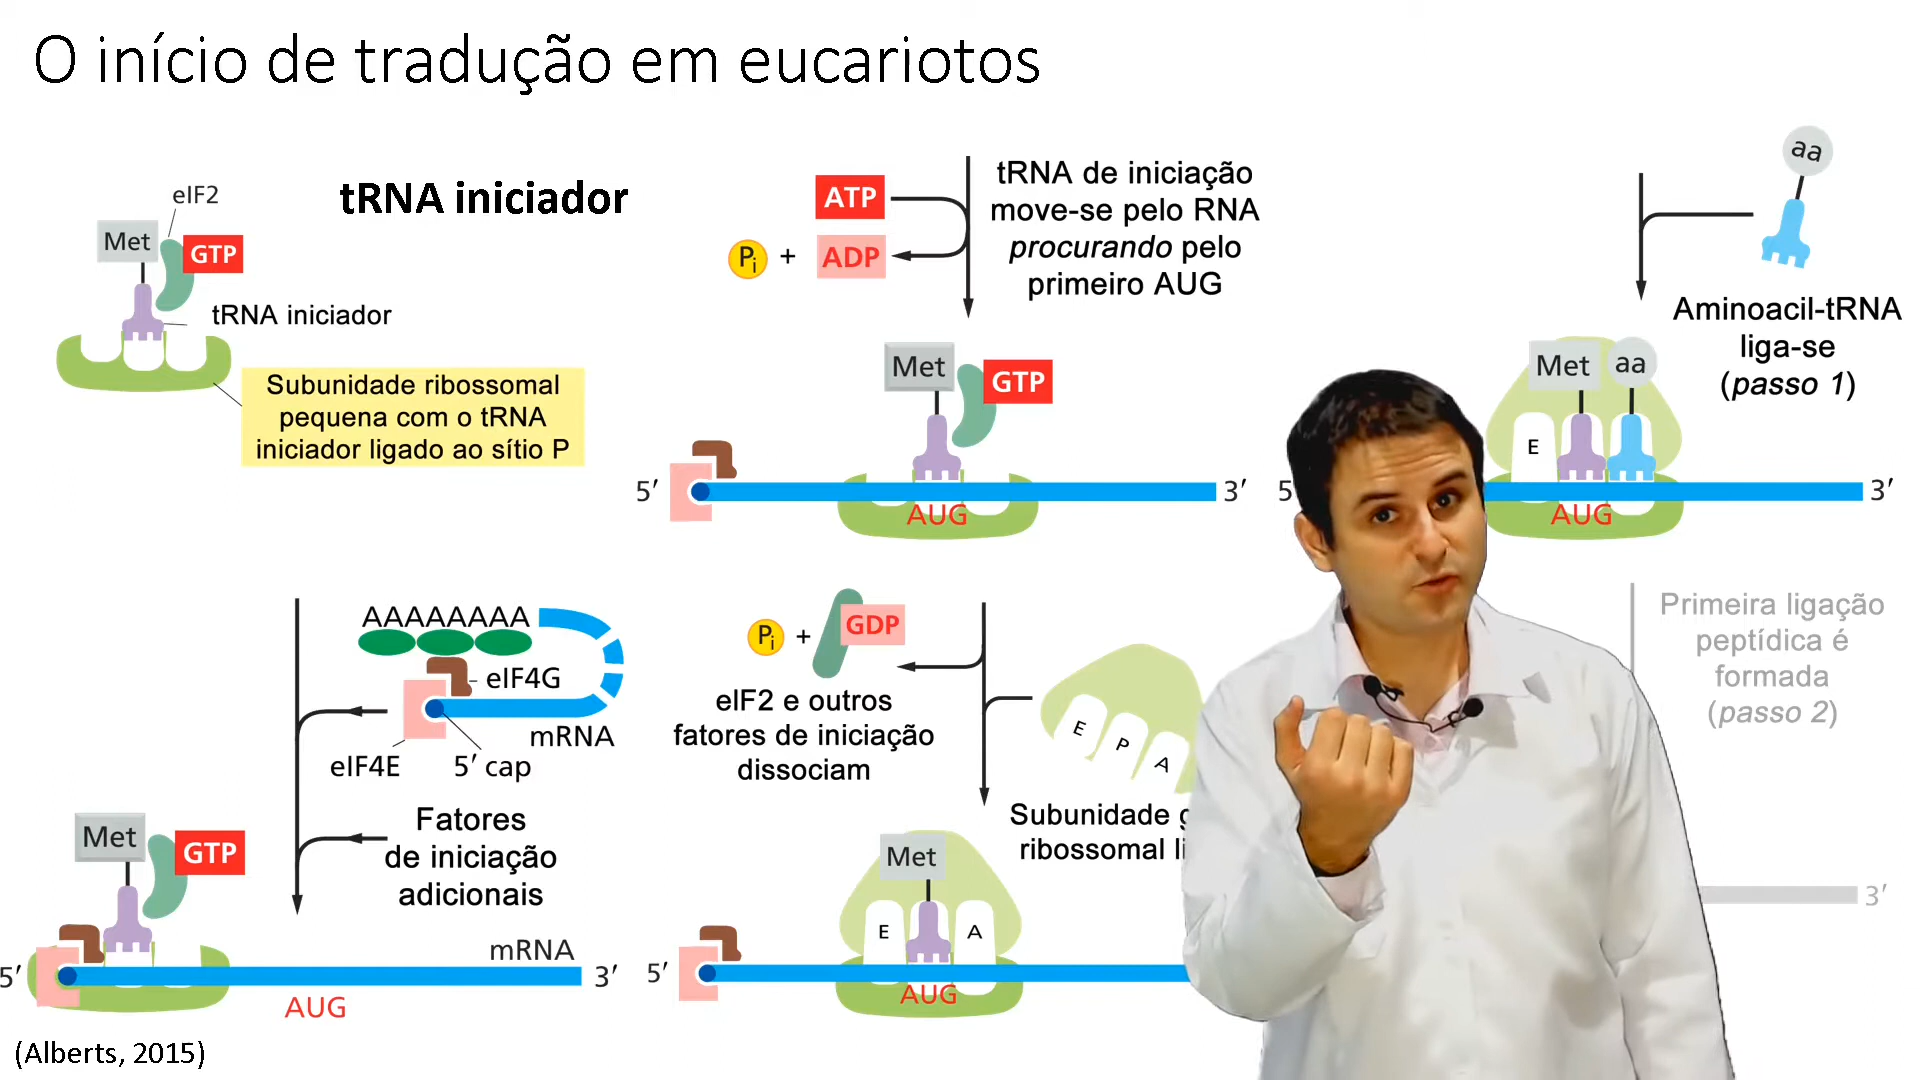 O início de tradução em eucariotos
eIF2
tRNA iniciador
Met
GTP
tRNA iniciador
Subunidade ribossomal
pequena com o tRNA
iniciador ligado ao sítio P
AAAAAAAA
eIF4G
mRNA
eIF4E
5′ cap
Fatores
de iniciação
adicionais
Met
GTP
mRNA
5′
3′
AUG
(Alberts, 2015)
ATP
Pi + ADP
tRNA de iniciação
move-se pelo RNA
procurando pelo
primeiro AUG
Met
GTP
5′
3′
AUG
Pi + GDP
eIF2 e outros
fatores de iniciação
dissociam
E P A
Subunidade
ribossomal
Met
E A
5′
AUG
aa
Aminoacil-tRNA
liga-se
(passo 1)
Met aa
E
5
3′
AUG
Primeira ligação
peptídica é
formada
(passo 2)
3′